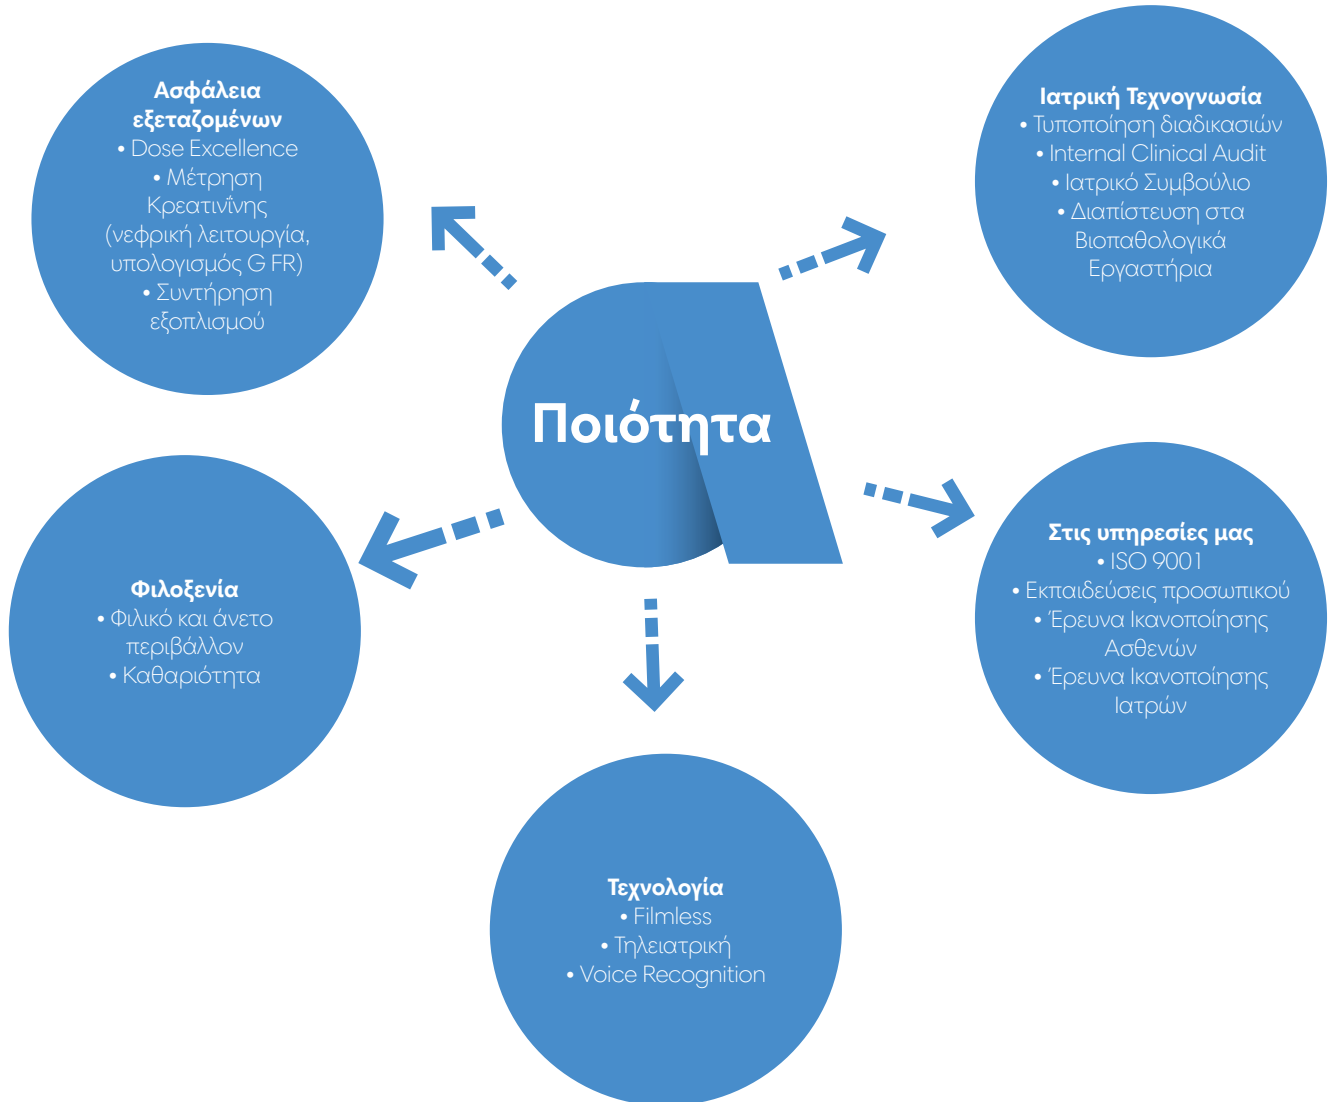 Ασφάλεια
εξεταζομένων
• Dose Excellence
• Μέτρηση
Κρεατινΐνης
(νεφρική λειτουργία,
υπολογισμός G FR)
• Συντήρηση
εξοπλισμού
Ιατρική Τεχνογνωσία
• Τυποποίηση διαδικασιών
• Internal Clinical Audit
• Ιατρικό Συμβούλιο
• Διαπίστευση στα
Βιοπαθολογικά
Εργαστήρια
Ποιότητα
Φιλοξενία
• Φιλικό και άνετο
περιβάλλον
• Καθαριότητα
Στις υπηρεσίες μας
• ISO 9001
• Εκπαιδεύσεις προσωπικού
• Έρευνα Ικανοποίησης
Ασθενών
• Έρευνα Ικανοποίησης
Ιατρών
Τεχνολογία
• Filmless
• Τηλειατρική
• Voice Recognition